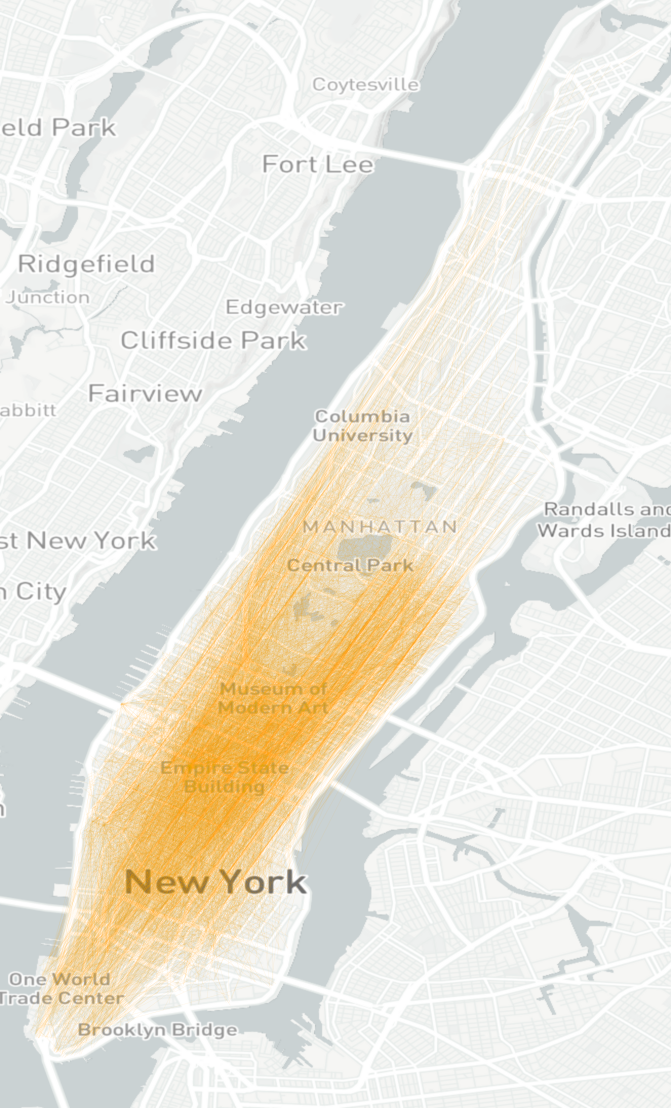 Coytesville
eld Park
Fort Lee
Ridgefield
Junction
Edgewater
Cliffside Park
Fairview
abbitt
Columbia
University
Randalls and
Wards Island
MANHATTAN
st New York
Central Park
n City
Museum of
Modern Art
Empire State
Building
New York
One World
Trade Center
Brooklyn Bridge